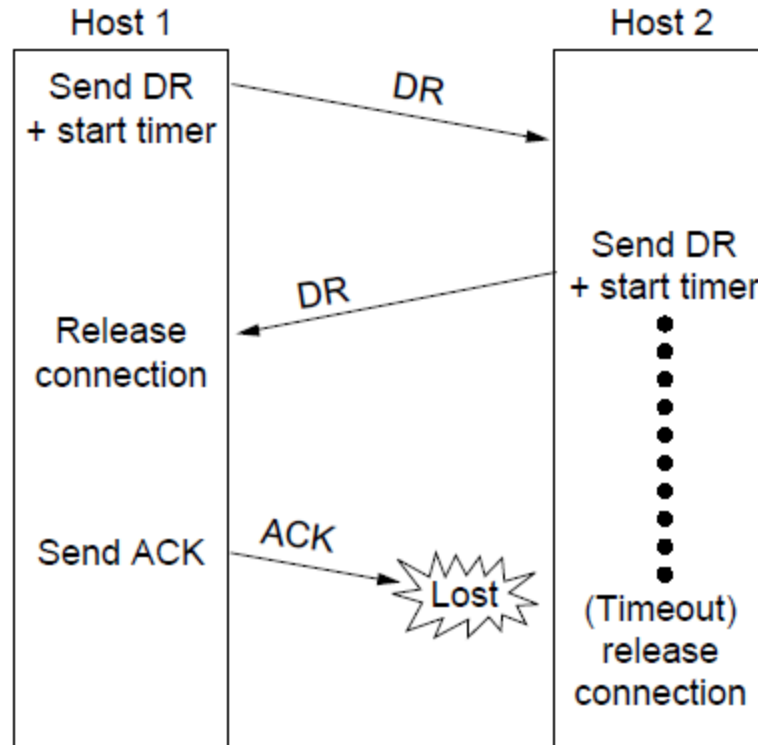 Host 1
Host 2
Send DR
+ start timer
DR
Send DR
+ start timer
DR
Release
connection
Send ACK
ACK
Lost
(Timeout)
release
connection